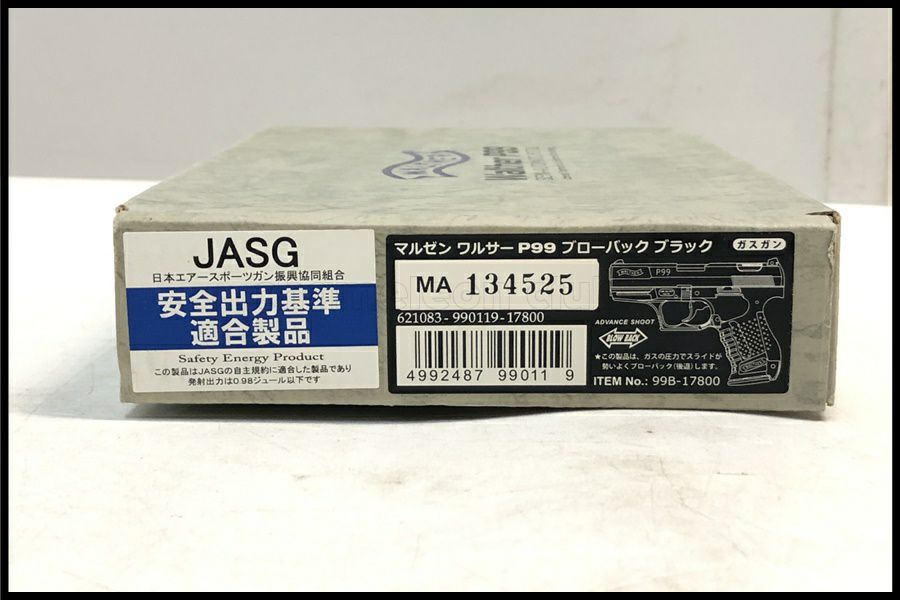 WALTHER
Walther P99
JASG
日本エアースポーツガン振興協同組合
安全出力基準
適合製品
Safety Energy Product
この製品はJASGの自主規約に適合した製品であり
発射出力は0.98ジュール以下です
マルゼン ワルサー P99 ブローバック ブラック
ガスガン
MA 134525
621083-990119-17800
4992487 99011 9
WALTHER
P99
ADVANCE SHOOT
BLOW BACK
★この製品は、ガスの圧力でスライドが
勢いよくブローバック(後退)します。
ITEM No.: 99B-17800